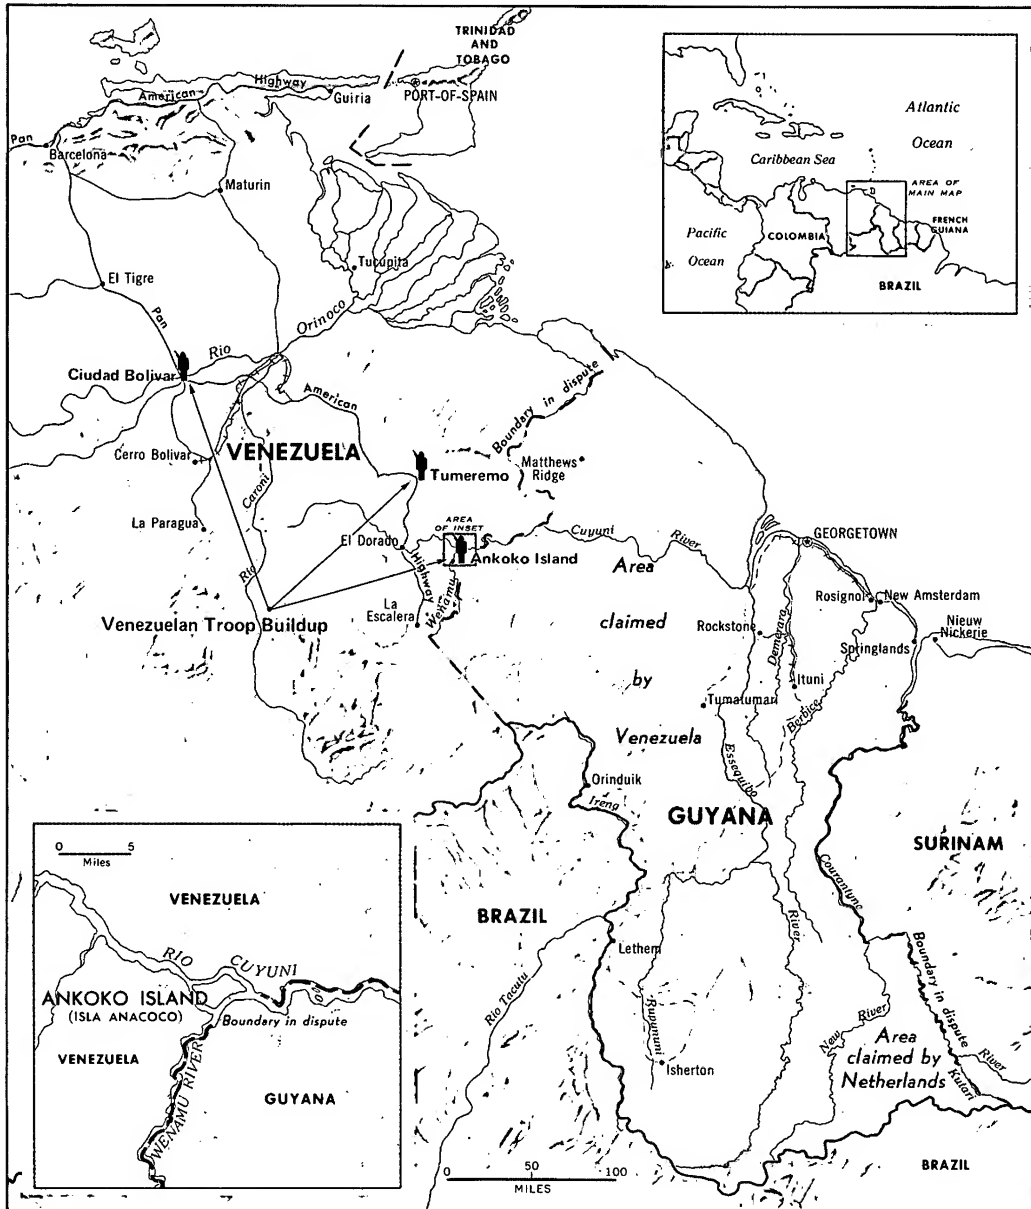 TRINIDAD
AND
TOBAGO
PORT-OF-SPAIN
Pan
American
Highway
Guiria
Barcelona
Maturin
Tucupita
El Tigre
Pan
Rio
Orinoco
Ciudad Bolivar
American
Boundary in dispute
VENEZUELA
Cerro Bolivar
Caroni
Tumeremo
Matthews
Ridge
La Paragua
El Dorado
AREA
OF INSET
Cuyuni
River
Ankoko Island
GEORGETOWN
Area
Highway
Rio
La
Escalera
Wenamu
Venezuelan Troop Buildup
claimed
Rosignol
New Amsterdam
Rockstone
Demerara
Springlands
Nieuw
Nickerie
by
Ituni
Tumatumari
Berbice
Venezuela
Essequibo
Orinduik
Ireng
GUYANA
SURINAM
Courantyne
BRAZIL
River
Lethem
Rio Tacutu
Boundary in dispute
Rupununi
New
River
Area
claimed by
Netherlands
River
Kutari
Isherton
BRAZIL
0 50 100
MILES
Atlantic
Ocean
Caribbean Sea
AREA OF
MAIN MAP
Pacific
Ocean
COLOMBIA
FRENCH
GUIANA
BRAZIL
0 5
Miles
VENEZUELA
RIO
CUYUNI
ANKOKO ISLAND
(ISLA ANACOCO)
Boundary in dispute
VENEZUELA
WENAMU RIVER
GUYANA